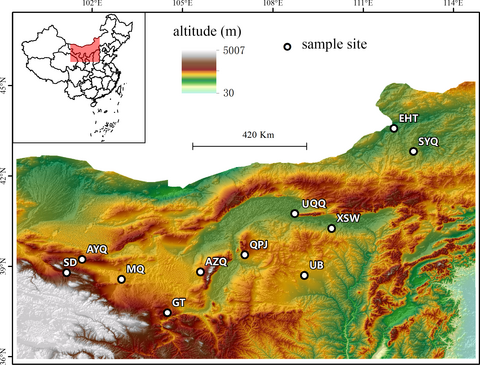 102°E 105°E 108°E 111°E 114°E
altitude (m)
5007
30
sample site
420 Km
45°N
42°N
39°N
36°N
EHT
SYQ
UQQ
XSW
QPJ
AYQ
SD
MQ
AZQ
UB
GT